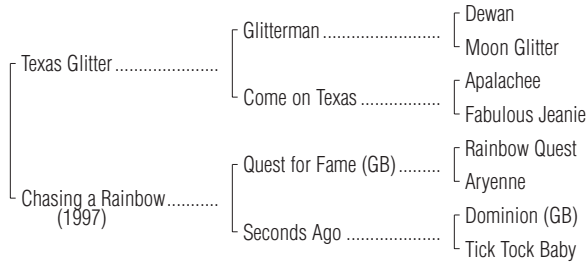 Dewan
Glitterman ..............................
Moon Glitter
Texas Glitter ..........................
Apalachee
Come on Texas ....................
Fabulous Jeanie
Rainbow Quest
Quest for Fame (GB) ..........
Aryenne
Chasing a Rainbow .............
(1997)
Dominion (GB)
Seconds Ago .......................
Tick Tock Baby